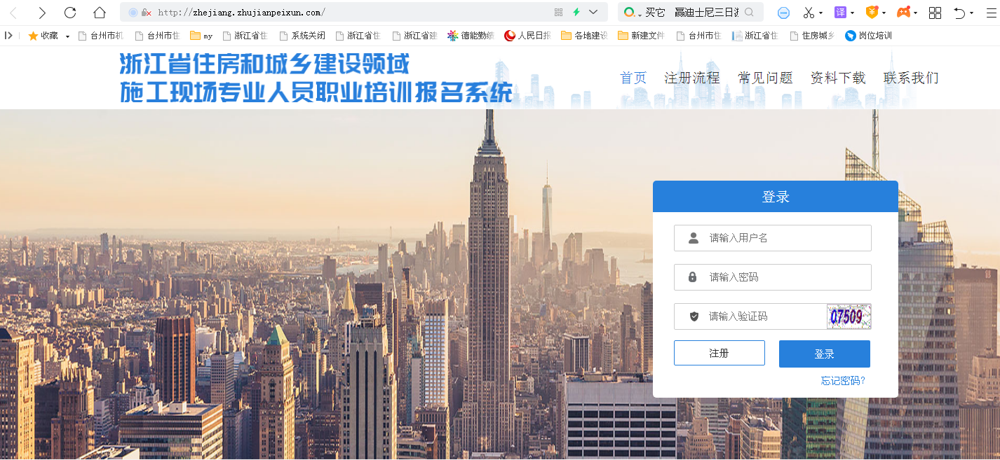 http://zhejiang.zhujianpeixun.com/
买它 赢迪士尼三日游
译
收藏 台州市机 台州市住 my 浙江省住 系统关闭 浙江省住 浙江省建 德能勤绩 人民日报 各地建设 新建文件 台州市住 浙江省住 住房城乡 岗位培训
浙江省住房和城乡建设领域
施工现场专业人员职业培训报名系统
首页 注册流程 常见问题 资料下载 联系我们
登录
请输入用户名
请输入密码
请输入验证码 07509
注册 登录
忘记密码?